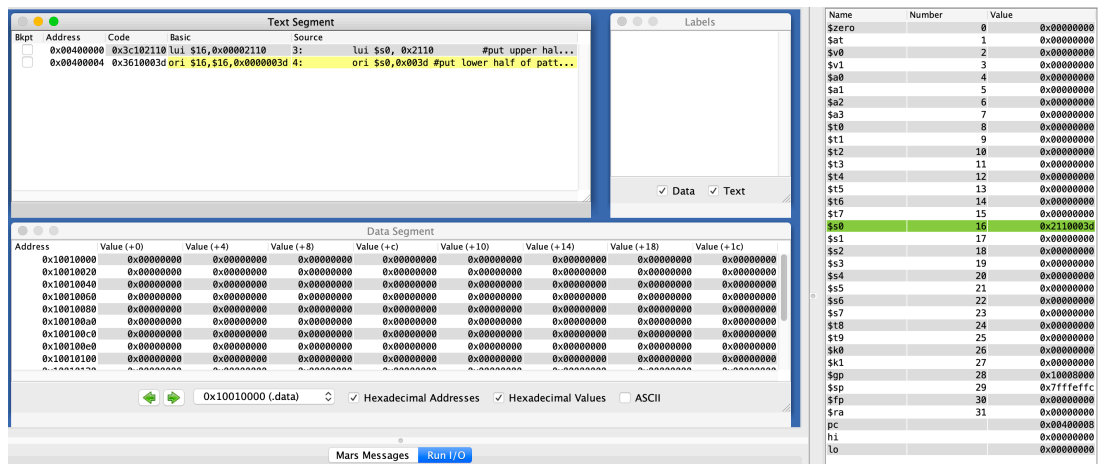 Text Segment
Bkpt Address Code Basic Source
0x00400000 0x3c102110 lui $16,0x00002110 3: lui $s0, 0x2110 #put upper hal...
0x00400004 0x3610003d ori $16,$16,0x0000003d 4: ori $s0,0x003d #put lower half of patt...
Labels
Data Text
Data Segment
Address Value (+0) Value (+4) Value (+8) Value (+c) Value (+10) Value (+14) Value (+18) Value (+1c)
0x10010000 0x00000000 0x00000000 0x00000000 0x00000000 0x00000000 0x00000000 0x00000000 0x00000000
0x10010020 0x00000000 0x00000000 0x00000000 0x00000000 0x00000000 0x00000000 0x00000000 0x00000000
0x10010040 0x00000000 0x00000000 0x00000000 0x00000000 0x00000000 0x00000000 0x00000000 0x00000000
0x10010060 0x00000000 0x00000000 0x00000000 0x00000000 0x00000000 0x00000000 0x00000000 0x00000000
0x10010080 0x00000000 0x00000000 0x00000000 0x00000000 0x00000000 0x00000000 0x00000000 0x00000000
0x100100a0 0x00000000 0x00000000 0x00000000 0x00000000 0x00000000 0x00000000 0x00000000 0x00000000
0x100100c0 0x00000000 0x00000000 0x00000000 0x00000000 0x00000000 0x00000000 0x00000000 0x00000000
0x100100e0 0x00000000 0x00000000 0x00000000 0x00000000 0x00000000 0x00000000 0x00000000 0x00000000
0x10010100 0x00000000 0x00000000 0x00000000 0x00000000 0x00000000 0x00000000 0x00000000 0x00000000
0x10010000 (.data) Hexadecimal Addresses Hexadecimal Values ASCII
Mars Messages Run I/O
Name Number Value
$zero 0 0x00000000
$at 1 0x00000000
$v0 2 0x00000000
$v1 3 0x00000000
$a0 4 0x00000000
$a1 5 0x00000000
$a2 6 0x00000000
$a3 7 0x00000000
$t0 8 0x00000000
$t1 9 0x00000000
$t2 10 0x00000000
$t3 11 0x00000000
$t4 12 0x00000000
$t5 13 0x00000000
$t6 14 0x00000000
$t7 15 0x00000000
$s0 16 0x2110003d
$s1 17 0x00000000
$s2 18 0x00000000
$s3 19 0x00000000
$s4 20 0x00000000
$s5 21 0x00000000
$s6 22 0x00000000
$s7 23 0x00000000
$t8 24 0x00000000
$t9 25 0x00000000
$k0 26 0x00000000
$k1 27 0x00000000
$gp 28 0x10008000
$sp 29 0x7fffeffc
$fp 30 0x00000000
$ra 31 0x00000000
pc 0x00400008
hi 0x00000000
lo 0x00000000